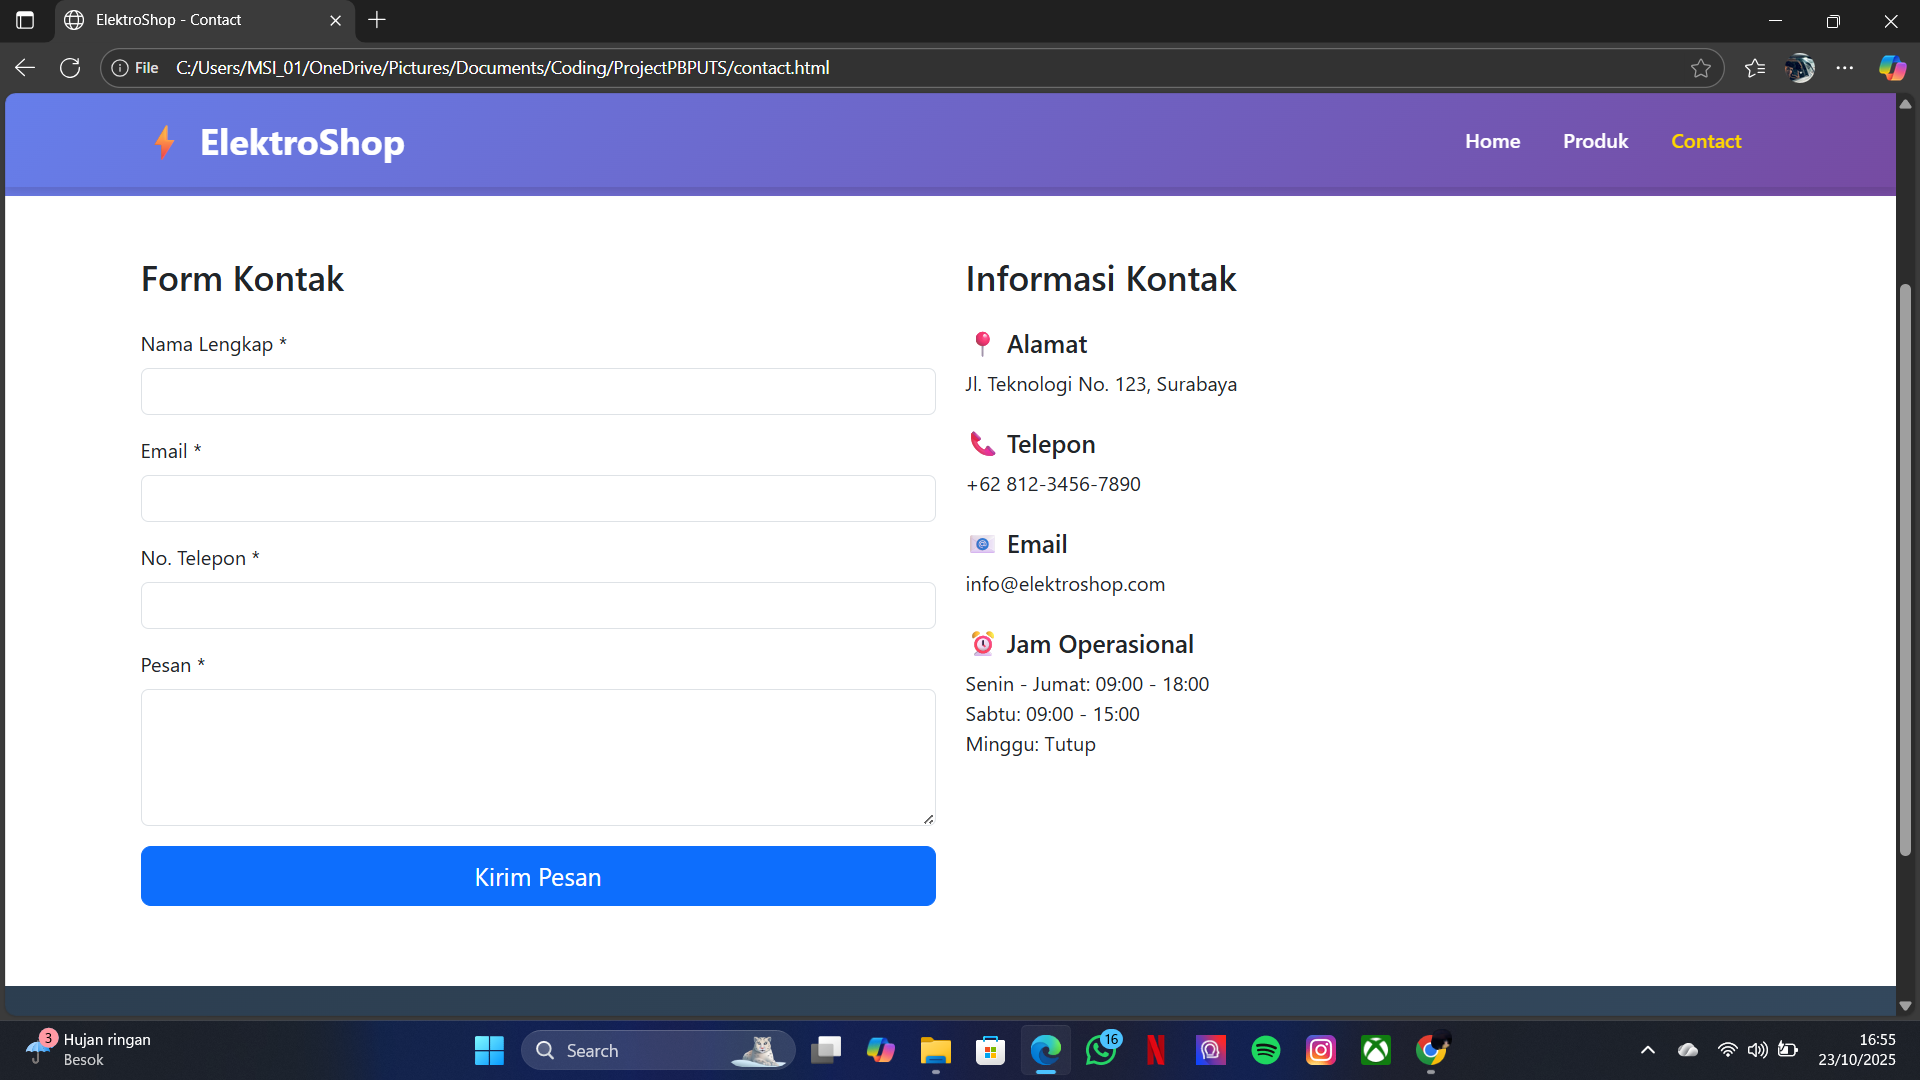 ElektroShop - Contact
File C:/Users/MSI_01/OneDrive/Pictures/Documents/Coding/ProjectPBPUTS/contact.html
ElektroShop
Home Produk Contact
Form Kontak
Nama Lengkap *
Email *
No. Telepon *
Pesan *
Kirim Pesan
Informasi Kontak
Alamat
Jl. Teknologi No. 123, Surabaya
Telepon
+62 812-3456-7890
Email
info@elektroshop.com
Jam Operasional
Senin - Jumat: 09:00 - 18:00
Sabtu: 09:00 - 15:00
Minggu: Tutup
3
Hujan ringan
Besok
Search
16
N
16:55
23/10/2025